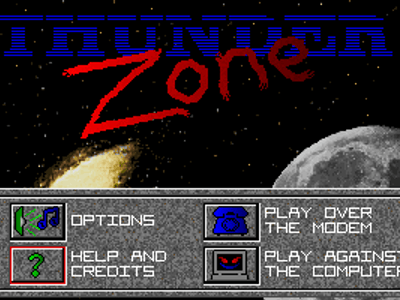 THUNDER
Zone
OPTIONS
PLAY OVER
THE MODEM
HELP AND
CREDITS
PLAY AGAINST
THE COMPUTER